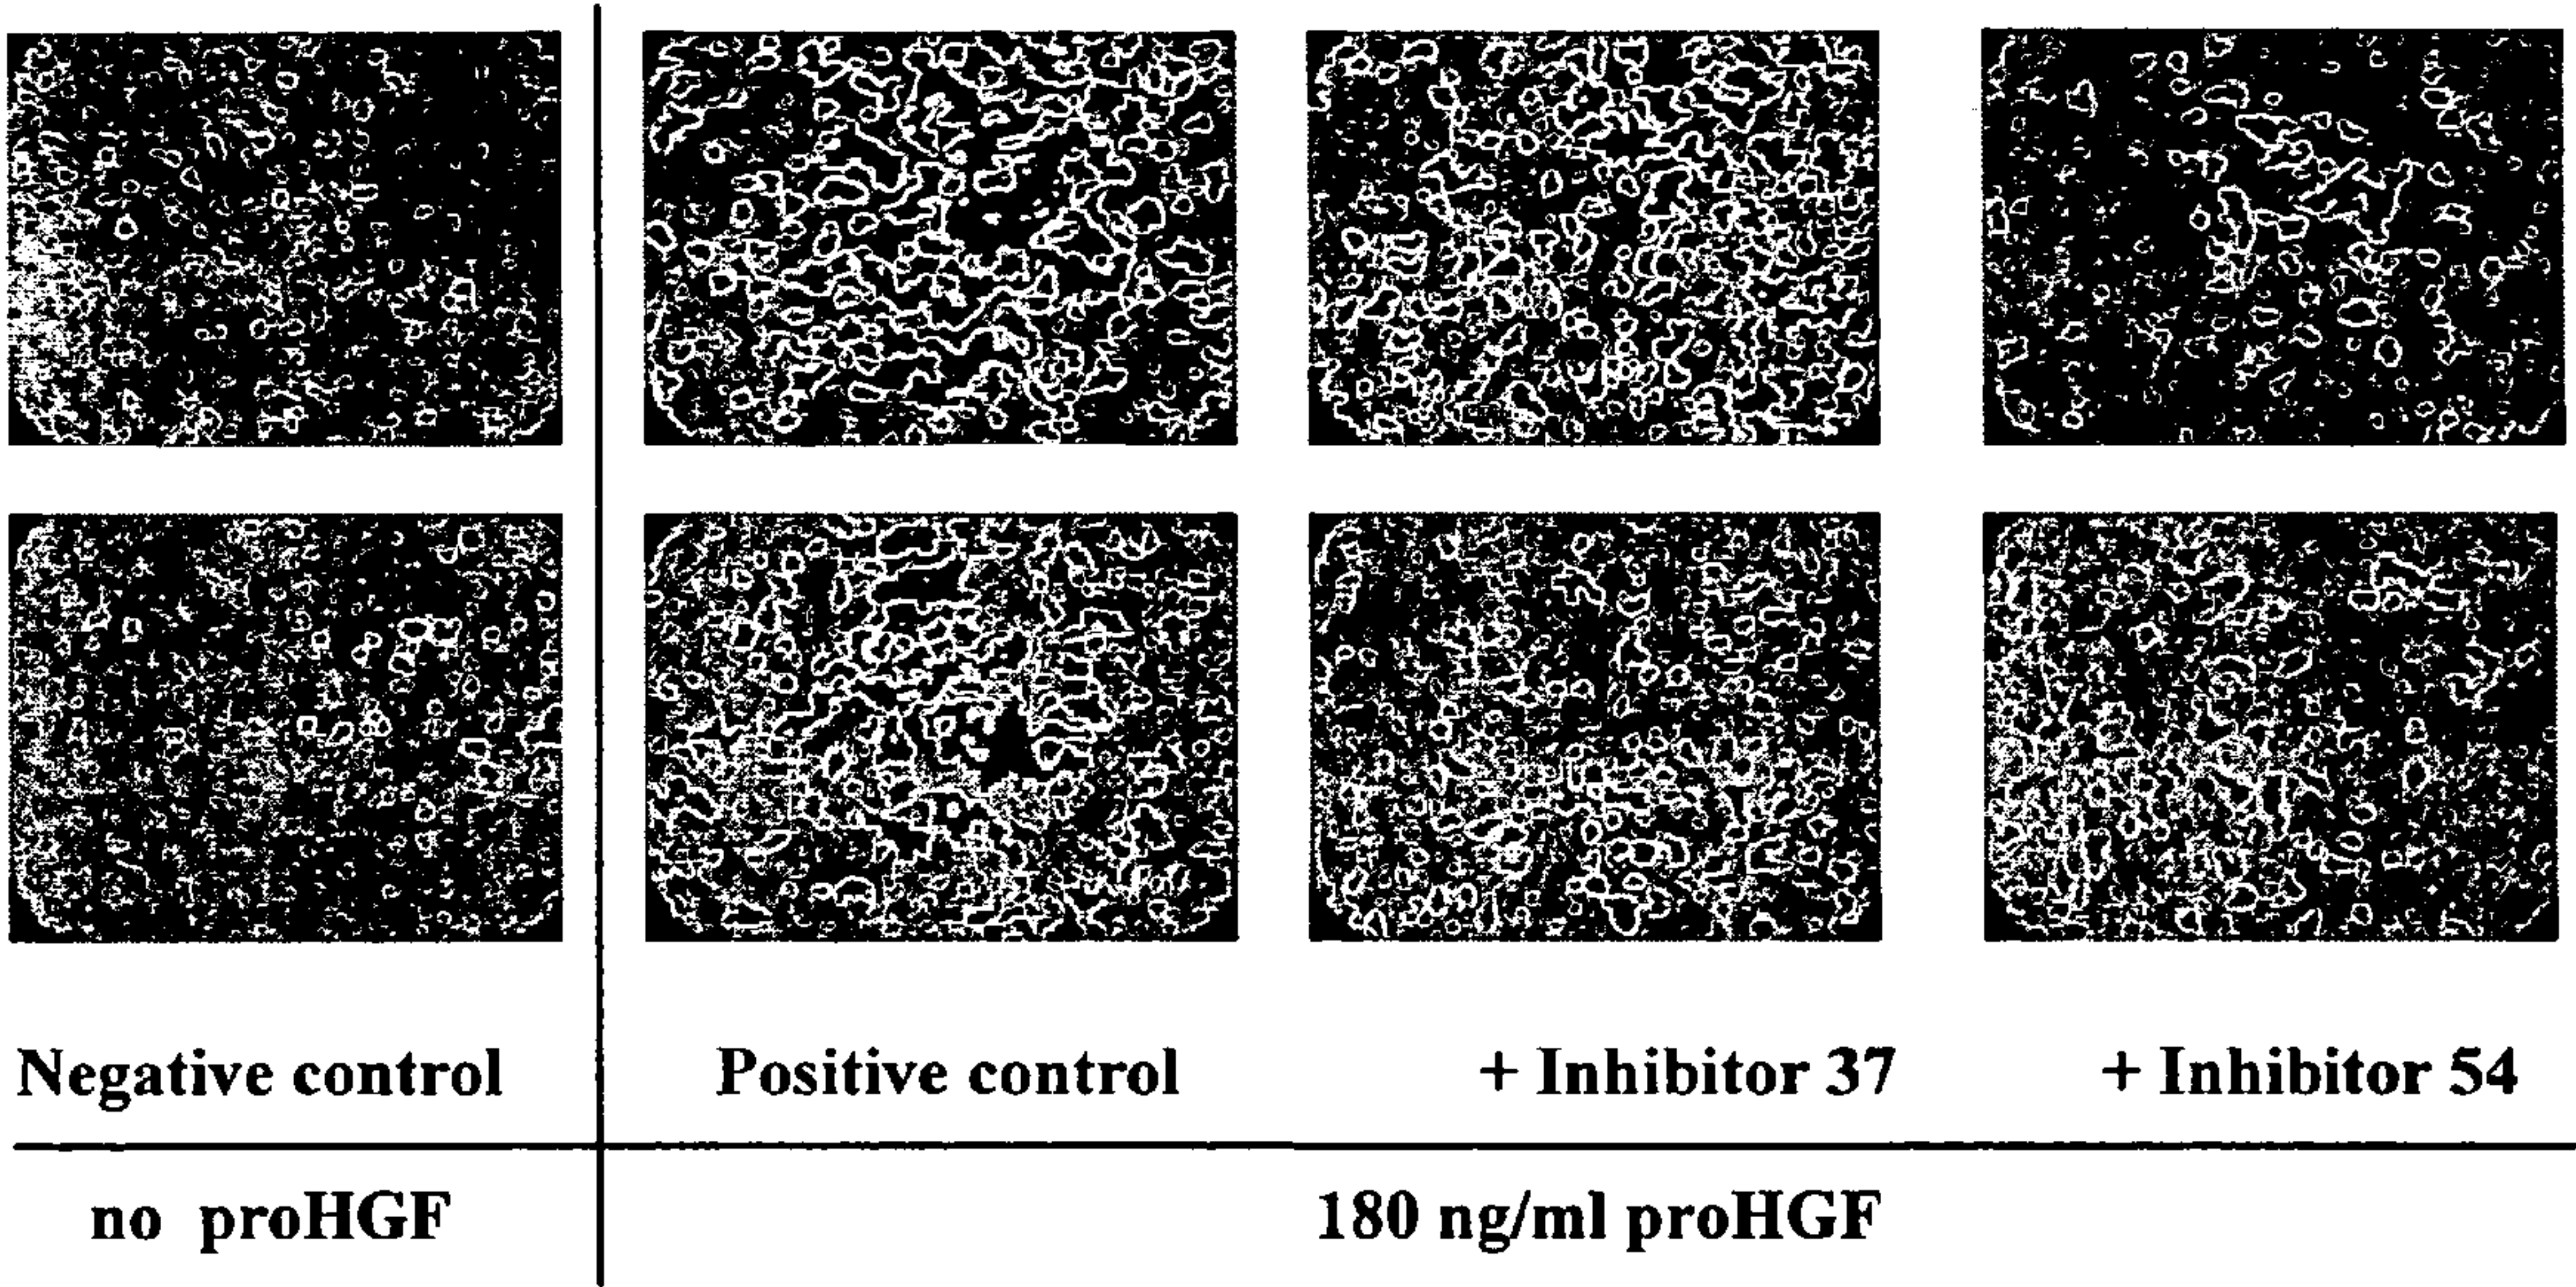 Negative control Positive control + Inhibitor 37 + Inhibitor 54
no proHGF 180 ng/ml proHGF